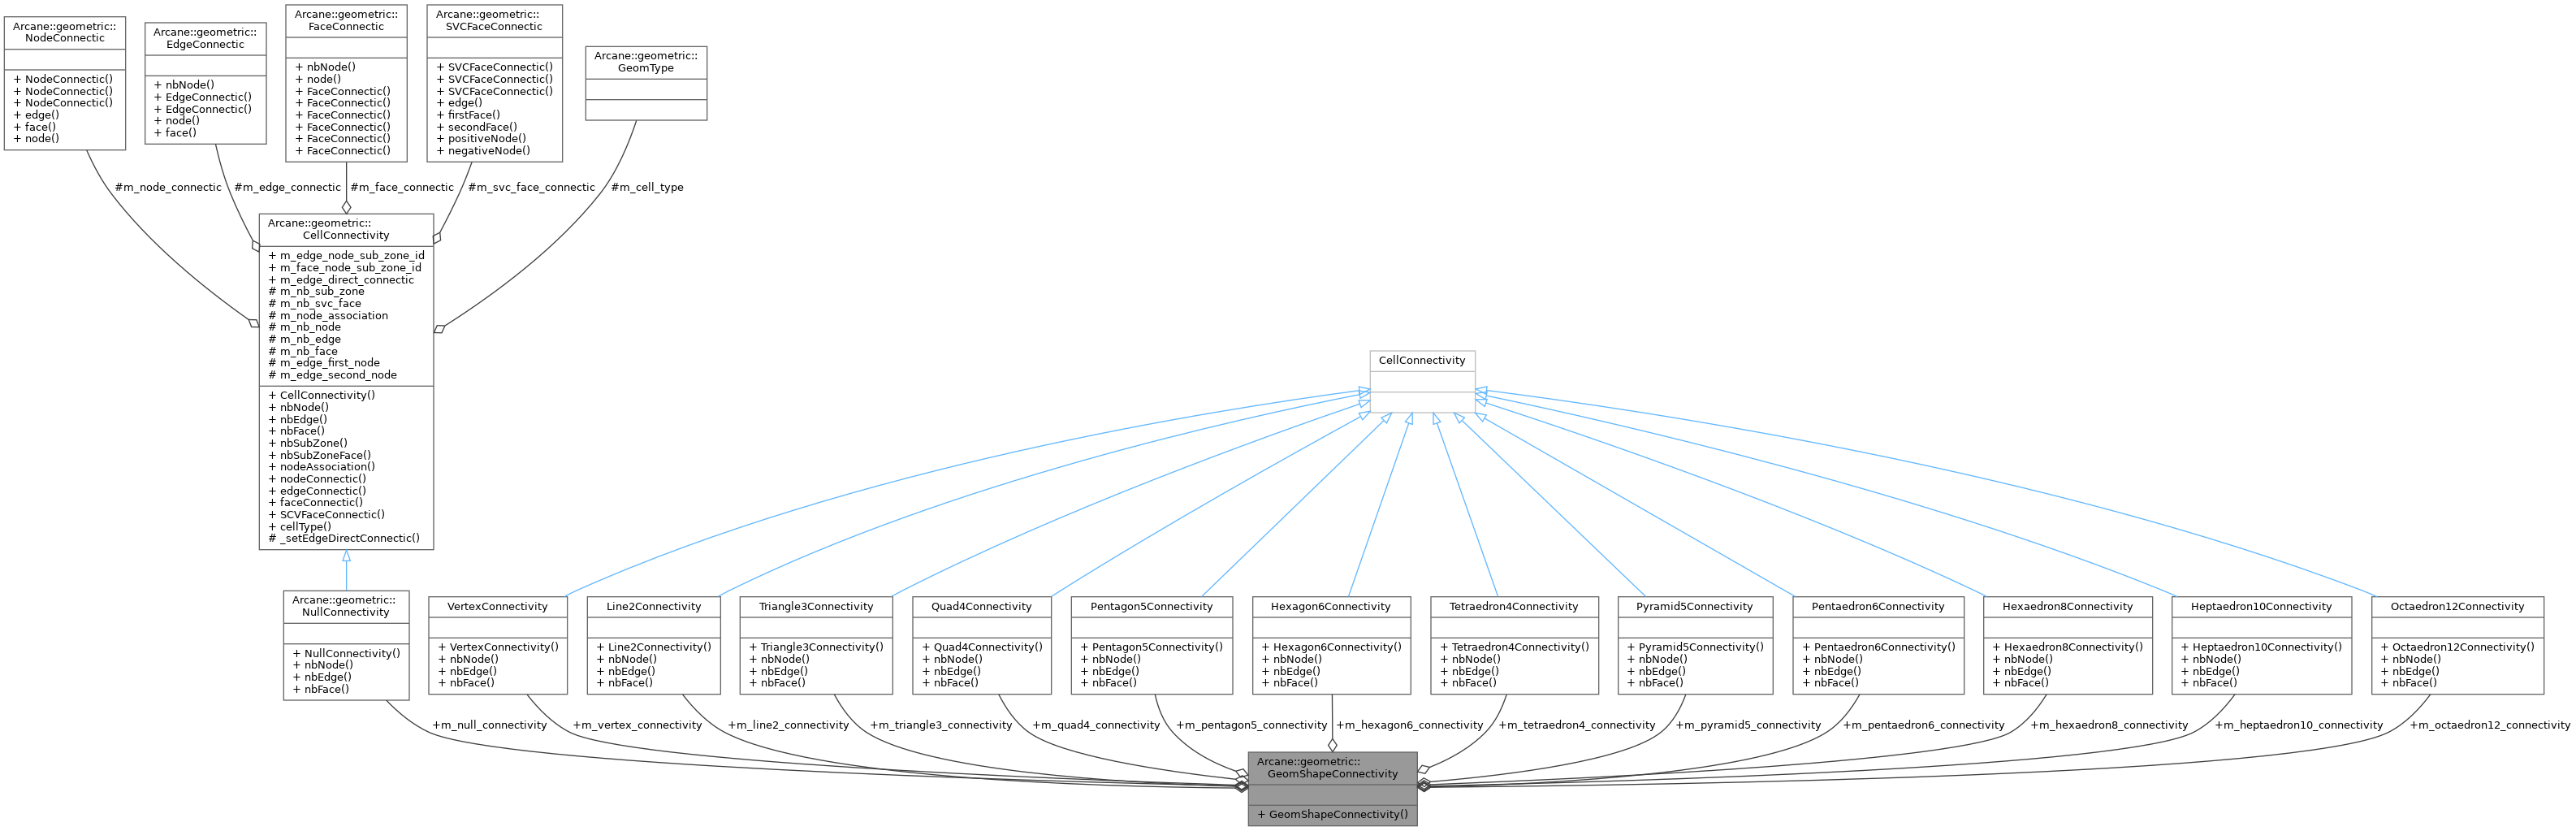 Arcane::geometric::
NodeConnectic
+ NodeConnectic()
+ NodeConnectic()
+ NodeConnectic()
+ edge()
+ face()
+ node()
Arcane::geometric::
EdgeConnectic
+ nbNode()
+ EdgeConnectic()
+ EdgeConnectic()
+ node()
+ face()
Arcane::geometric::
FaceConnectic
+ nbNode()
+ node()
+ FaceConnectic()
+ FaceConnectic()
+ FaceConnectic()
+ FaceConnectic()
+ FaceConnectic()
+ FaceConnectic()
Arcane::geometric::
SVCFaceConnectic
+ SVCFaceConnectic()
+ SVCFaceConnectic()
+ SVCFaceConnectic()
+ edge()
+ firstFace()
+ secondFace()
+ positiveNode()
+ negativeNode()
Arcane::geometric::
GeomType
#m_node_connectic
#m_edge_connectic
#m_face_connectic
#m_svc_face_connectic
#m_cell_type
Arcane::geometric::
CellConnectivity
+ m_edge_node_sub_zone_id
+ m_face_node_sub_zone_id
+ m_edge_direct_connectic
# m_nb_sub_zone
# m_nb_svc_face
# m_node_association
# m_nb_node
# m_nb_edge
# m_nb_face
# m_edge_first_node
# m_edge_second_node
+ CellConnectivity()
+ nbNode()
+ nbEdge()
+ nbFace()
+ nbSubZone()
+ nbSubZoneFace()
+ nodeAssociation()
+ nodeConnectic()
+ edgeConnectic()
+ faceConnectic()
+ SCVFaceConnectic()
+ cellType()
# _setEdgeDirectConnectic()
CellConnectivity
Arcane::geometric::
NullConnectivity
+ NullConnectivity()
+ nbNode()
+ nbEdge()
+ nbFace()
VertexConnectivity
+ VertexConnectivity()
+ nbNode()
+ nbEdge()
+ nbFace()
Line2Connectivity
+ Line2Connectivity()
+ nbNode()
+ nbEdge()
+ nbFace()
Triangle3Connectivity
+ Triangle3Connectivity()
+ nbNode()
+ nbEdge()
+ nbFace()
Quad4Connectivity
+ Quad4Connectivity()
+ nbNode()
+ nbEdge()
+ nbFace()
Pentagon5Connectivity
+ Pentagon5Connectivity()
+ nbNode()
+ nbEdge()
+ nbFace()
Hexagon6Connectivity
+ Hexagon6Connectivity()
+ nbNode()
+ nbEdge()
+ nbFace()
Tetraedron4Connectivity
+ Tetraedron4Connectivity()
+ nbNode()
+ nbEdge()
+ nbFace()
Pyramid5Connectivity
+ Pyramid5Connectivity()
+ nbNode()
+ nbEdge()
+ nbFace()
Pentaedron6Connectivity
+ Pentaedron6Connectivity()
+ nbNode()
+ nbEdge()
+ nbFace()
Hexaedron8Connectivity
+ Hexaedron8Connectivity()
+ nbNode()
+ nbEdge()
+ nbFace()
Heptaedron10Connectivity
+ Heptaedron10Connectivity()
+ nbNode()
+ nbEdge()
+ nbFace()
Octaedron12Connectivity
+ Octaedron12Connectivity()
+ nbNode()
+ nbEdge()
+ nbFace()
+m_null_connectivity
+m_vertex_connectivity
+m_line2_connectivity
+m_triangle3_connectivity
+m_quad4_connectivity
+m_pentagon5_connectivity
+m_hexagon6_connectivity
+m_tetraedron4_connectivity
+m_pyramid5_connectivity
+m_pentaedron6_connectivity
+m_hexaedron8_connectivity
+m_heptaedron10_connectivity
+m_octaedron12_connectivity
Arcane::geometric::
GeomShapeConnectivity
+ GeomShapeConnectivity()